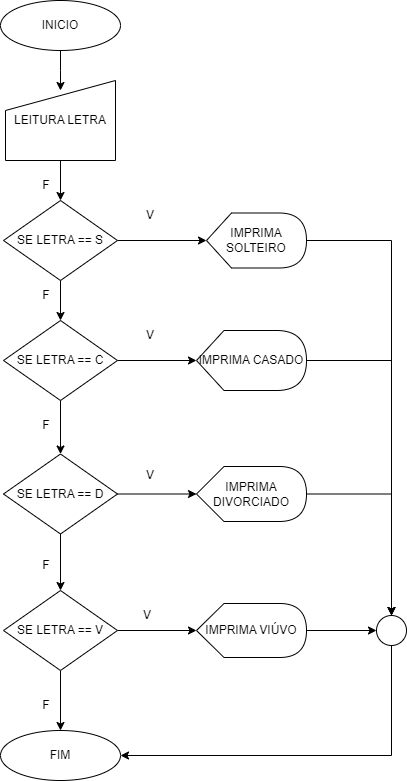 INICIO
LEITURA LETRA
F
V
SE LETRA == S
IMPRIMA
SOLTEIRO
F
V
SE LETRA == C
IMPRIMA CASADO
F
V
SE LETRA == D
IMPRIMA
DIVORCIADO
F
V
SE LETRA == V
IMPRIMA VIÚVO
F
FIM